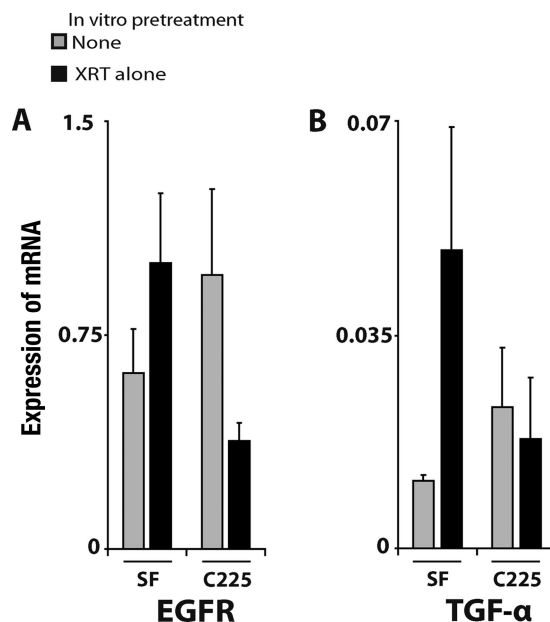 In vitro pretreatment
None
XRT alone
A
1.5
0.75
0
Expression of mRNA
SF
C225
EGFR
B
0.07
0.035
0
SF
C225
TGF-α